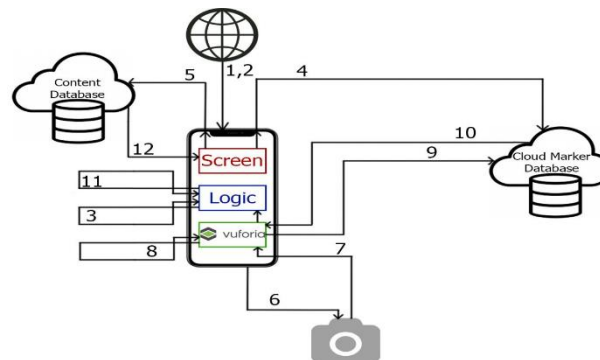 1,2
5
4
Content
Database
12
Screen
10
9
Cloud Marker
Database
11
Logic
3
vuforia
8
7
6